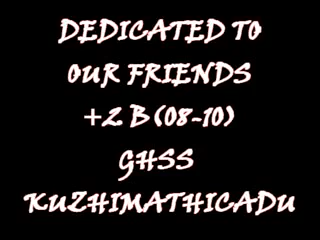 DEDICATED TO
OUR FRIENDS
+2 B (08-10)
GHSS
KUZHIMATHICADU